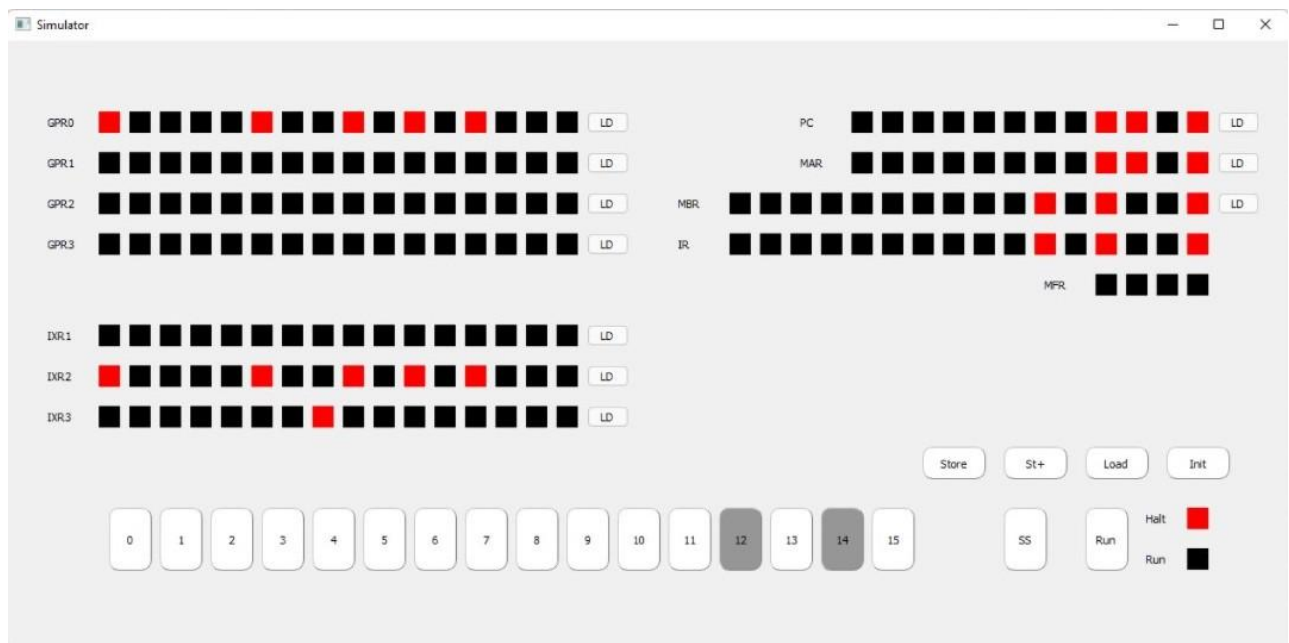 Simulator
GPR0 LD PC LD
GPR1 LD MAR LD
GPR2 LD MBR LD
GPR3 LD IR
MFR
IXR1 LD
IXR2 LD
IXR3 LD
Store St+ Load Init
0 1 2 3 4 5 6 7 8 9 10 11 12 13 14 15 SS Run Halt
Run